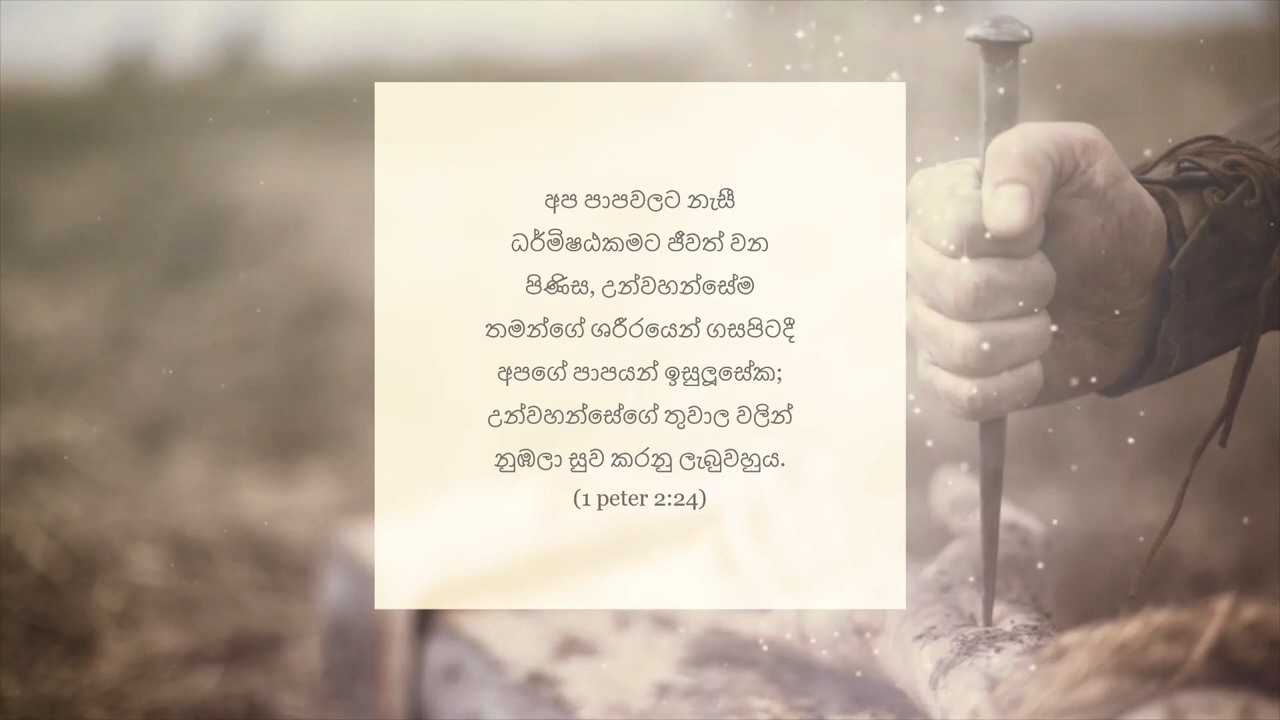 අප පාපවලට නැසී
ධර්මිෂඨකමට ජීවත් වන
පිණිස, උන්වහන්සේම
තමන්ගේ ශරීරයෙන් ගසපිටදී
අපගේ පාපයන් ඉසුලූසේක;
උන්වහන්සේගේ තුවාල වලින්
නුඹලා සුව කරනු ලැබුවහුය.
(1 peter 2:24)